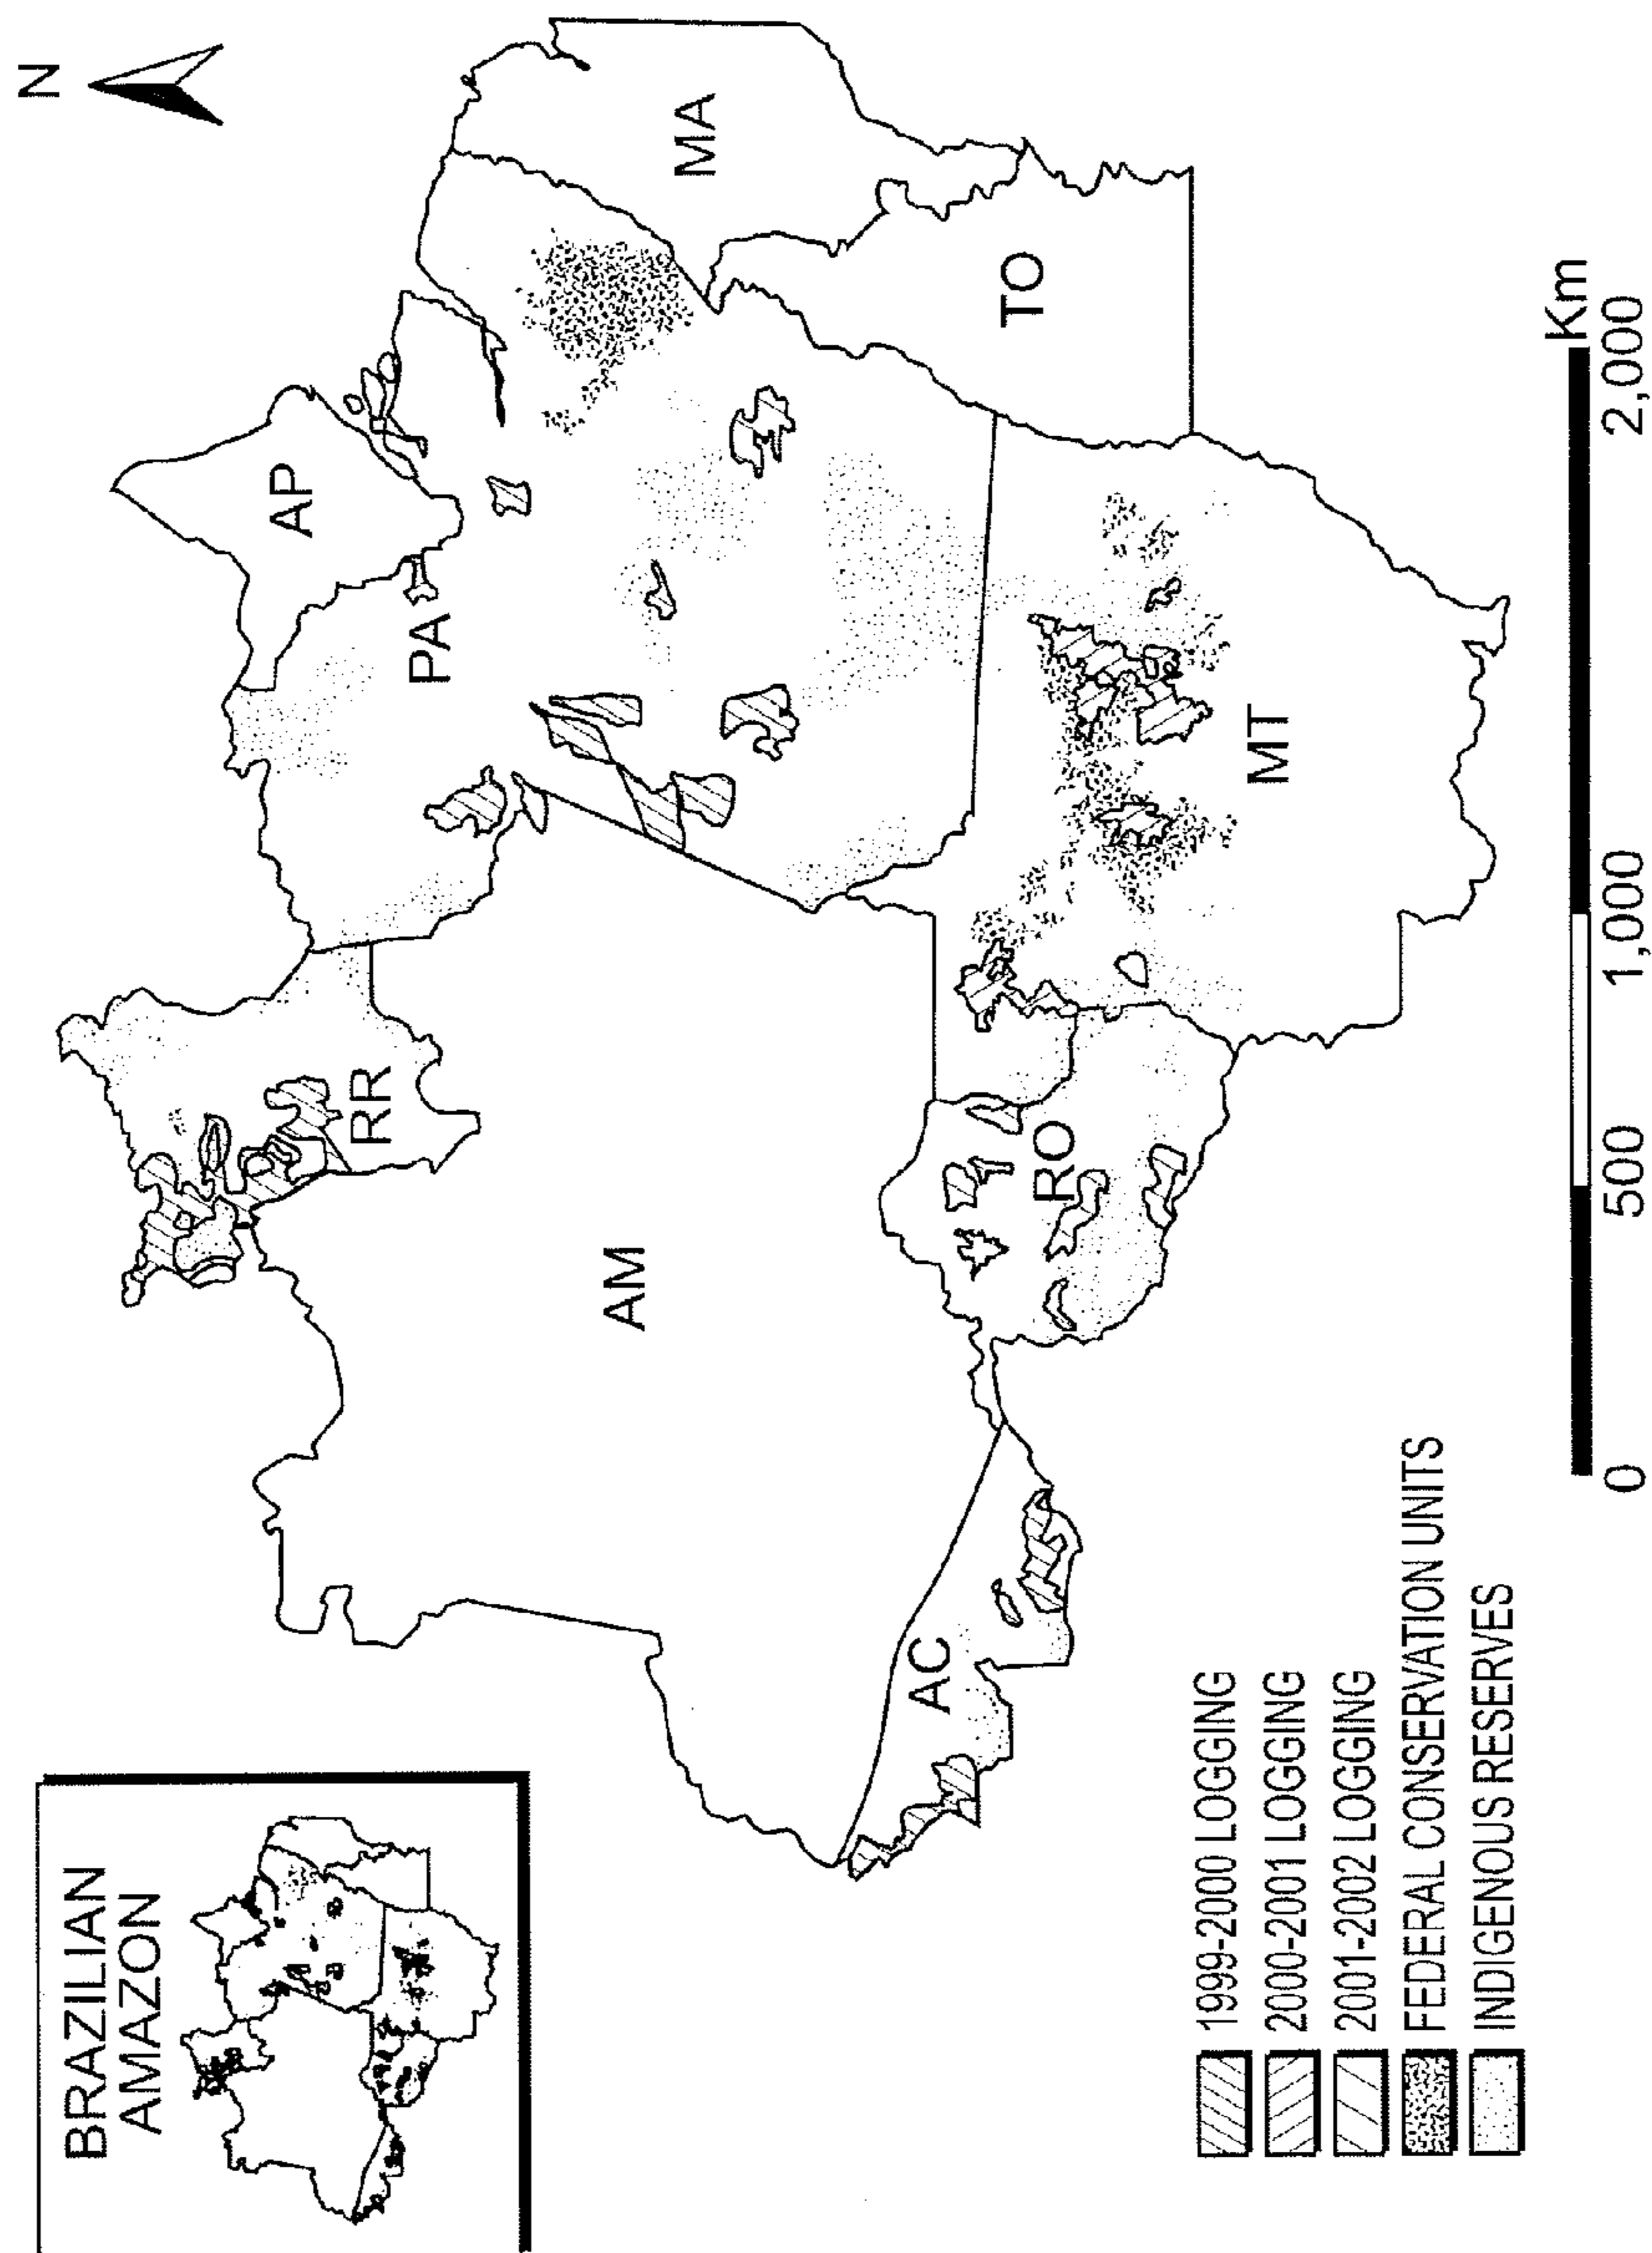 BRAZILIAN
AMAZON
N
RR
AP
PA
MA
AM
AC
RO
MT
TO
1999-2000 LOGGING
2000-2001 LOGGING
2001-2002 LOGGING
FEDERAL CONSERVATION UNITS
INDIGENOUS RESERVES
Km
0 500 1,000 2,000